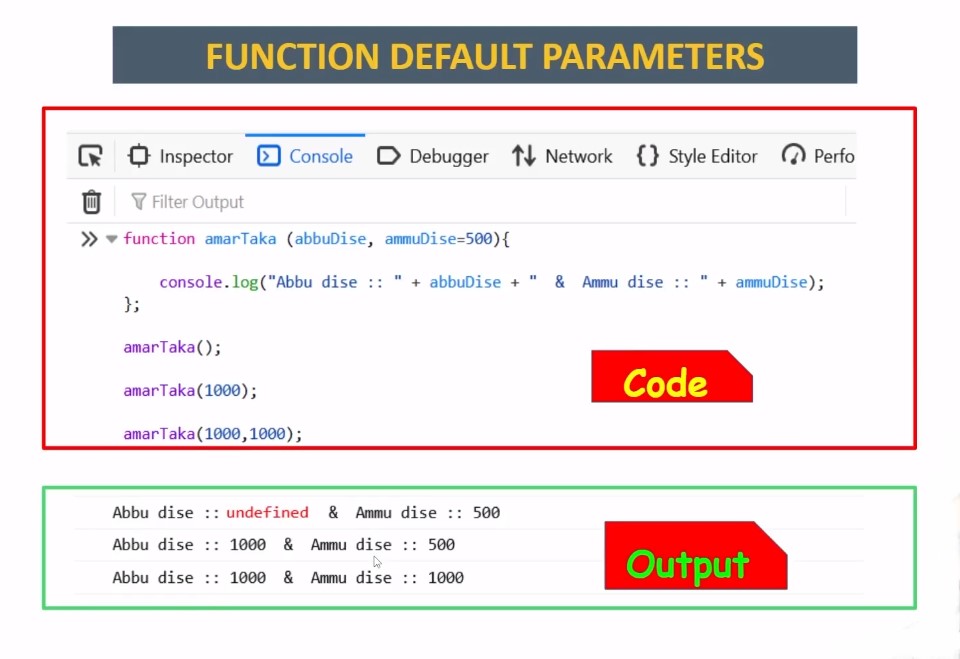 FUNCTION DEFAULT PARAMETERS
Inspector Console Debugger Network Style Editor Perfo
Filter Output
function amarTaka (abbuDise, ammuDise=500){
console.log("Abbu dise :: " + abbuDise + "  &  Ammu dise :: " + ammuDise);
};
amarTaka();
amarTaka(1000);
amarTaka(1000,1000);
Code
Abbu dise :: undefined  &  Ammu dise :: 500
Abbu dise :: 1000  &  Ammu dise :: 500
Abbu dise :: 1000  &  Ammu dise :: 1000
Output